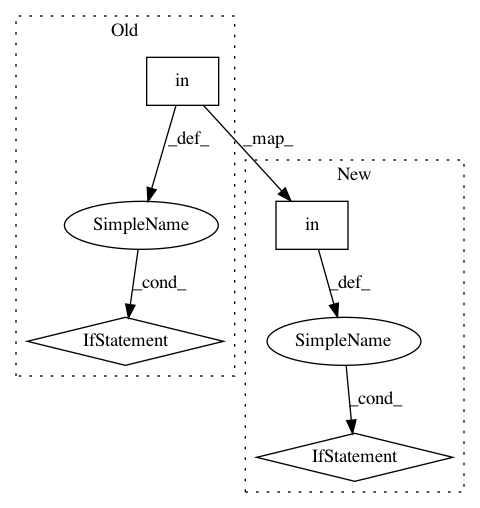 Old
in
_def_
_map_
New
SimpleName
in
_cond_
_def_
IfStatement
SimpleName
_cond_
IfStatement